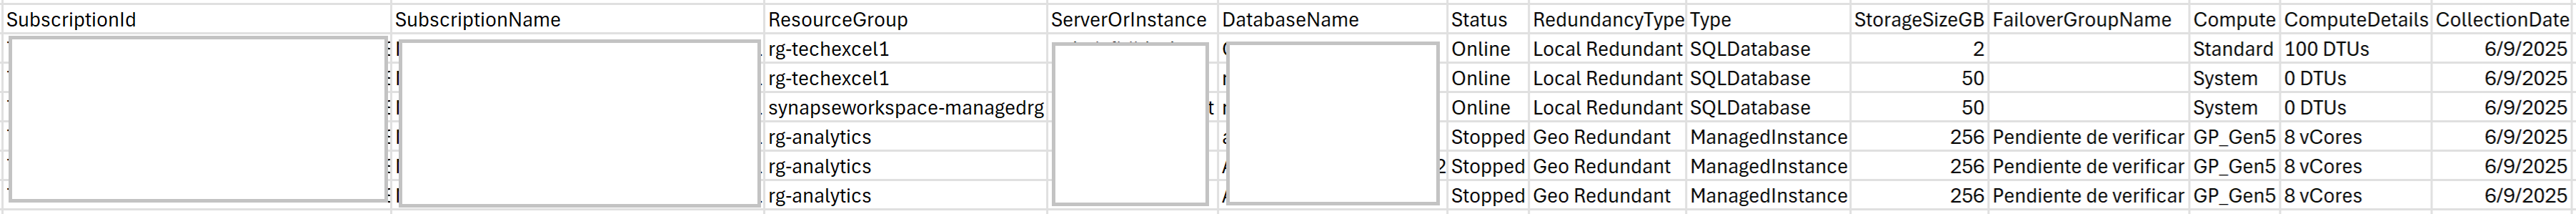 SubscriptionId SubscriptionName ResourceGroup ServerOrInstance DatabaseName Status RedundancyType Type StorageSizeGB FailoverGroupName Compute ComputeDetails CollectionDate
rg-techexcel1 Online Local Redundant SQLDatabase 2 Standard 100 DTUs 6/9/2025
rg-techexcel1 Online Local Redundant SQLDatabase 50 System 0 DTUs 6/9/2025
synapseworkspace-managedrg t Online Local Redundant SQLDatabase 50 System 0 DTUs 6/9/2025
rg-analytics Stopped Geo Redundant ManagedInstance 256 Pendiente de verificar GP_Gen5 8 vCores 6/9/2025
rg-analytics 2 Stopped Geo Redundant ManagedInstance 256 Pendiente de verificar GP_Gen5 8 vCores 6/9/2025
rg-analytics Stopped Geo Redundant ManagedInstance 256 Pendiente de verificar GP_Gen5 8 vCores 6/9/2025